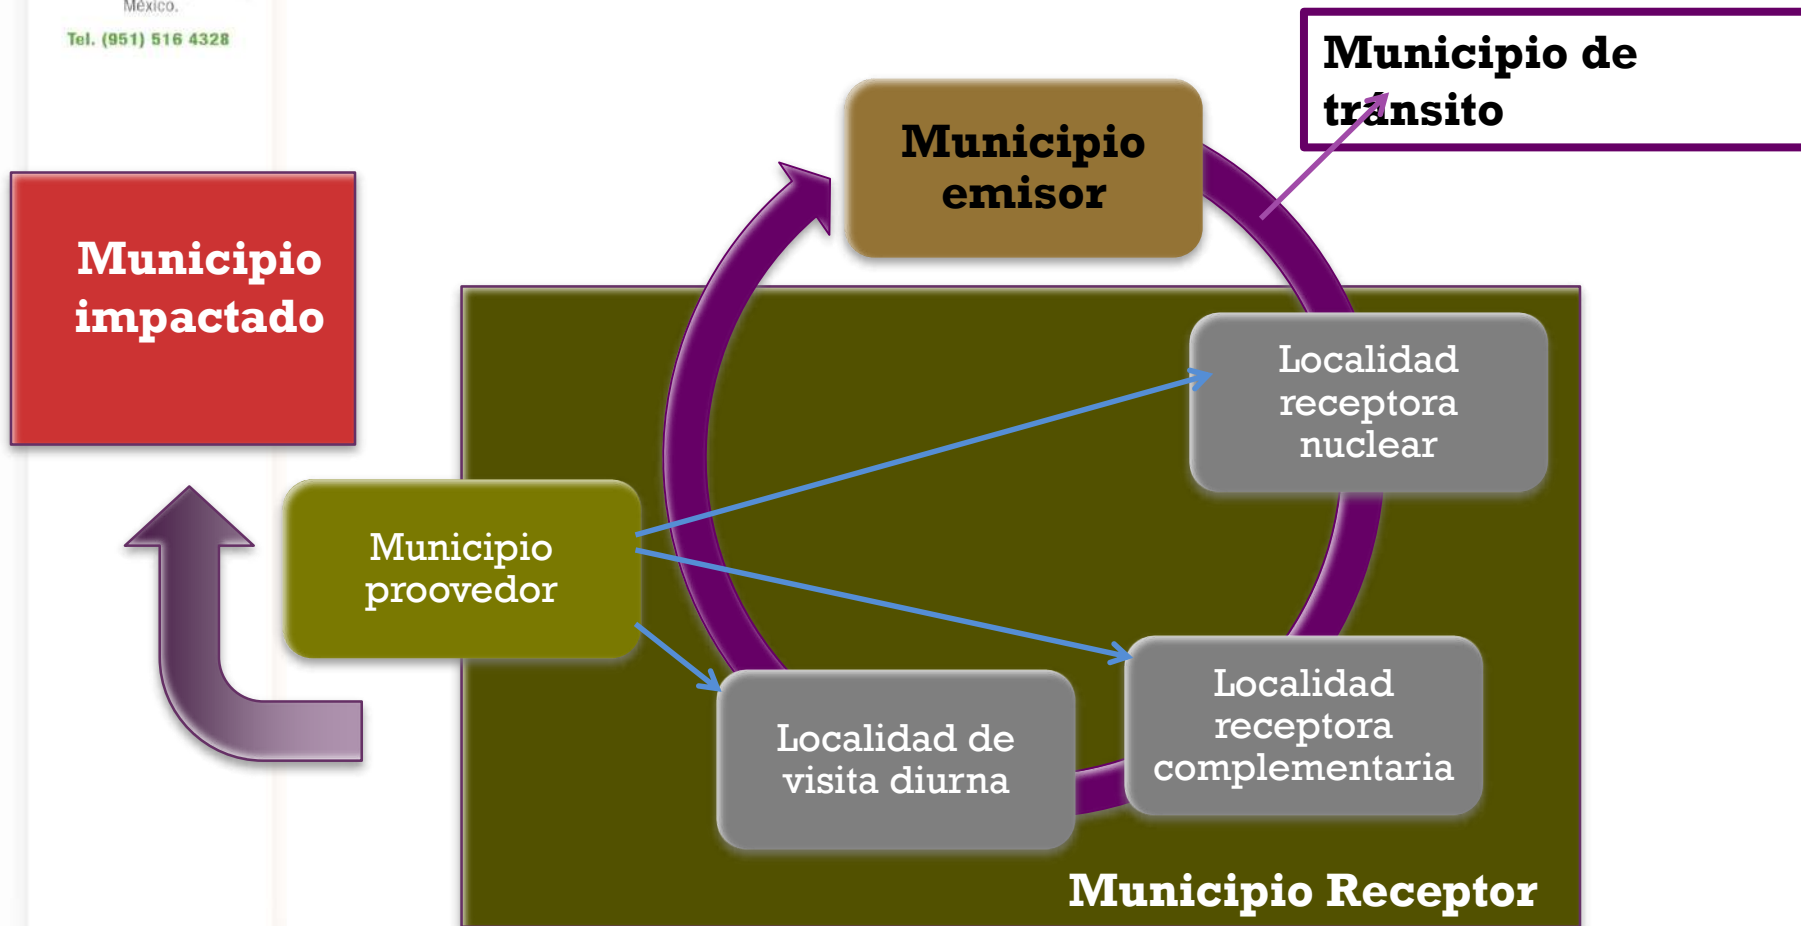 México.
Tel. (951) 516 4328
Municipio de
tránsito
Municipio
emisor
Municipio
impactado
Localidad
receptora
nuclear
Municipio
proovedor
Localidad
receptora
complementaria
Localidad de
visita diurna
Municipio Receptor